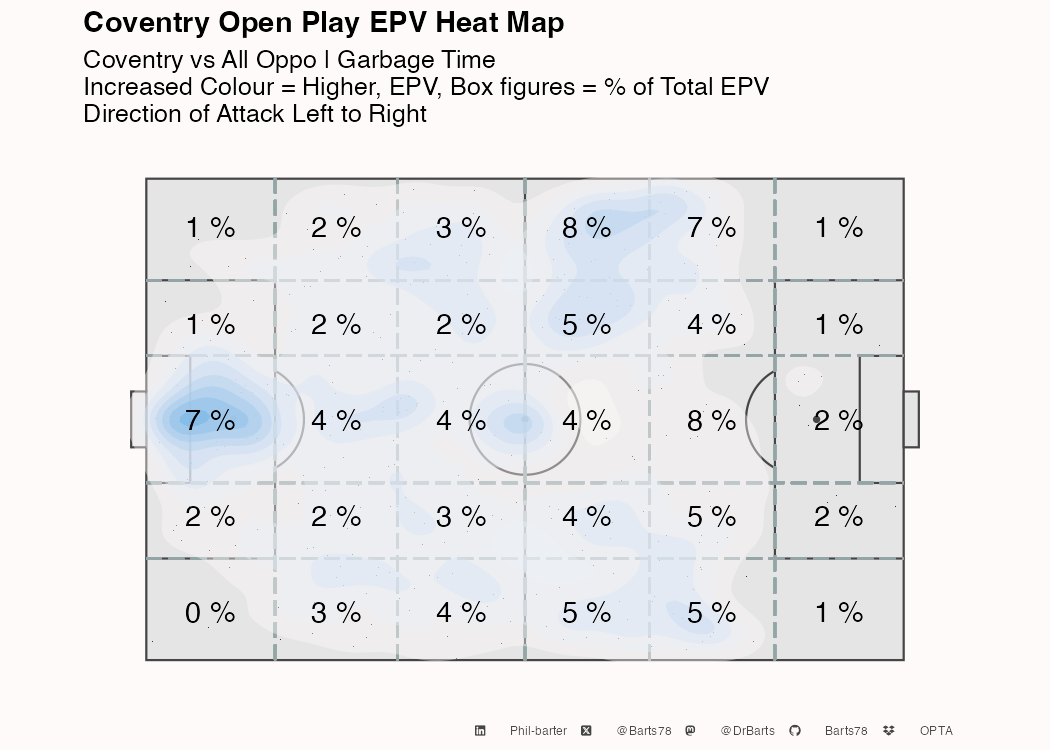 Coventry Open Play EPV Heat Map
Coventry vs All Oppo | Garbage Time
Increased Colour = Higher, EPV, Box figures = % of Total EPV
Direction of Attack Left to Right
1 % 2 % 3 % 8 % 7 % 1 %
1 % 2 % 2 % 5 % 4 % 1 %
7 % 4 % 4 % 4 % 8 % 2 %
2 % 2 % 3 % 4 % 5 % 2 %
0 % 3 % 4 % 5 % 5 % 1 %
Phil-barter @Barts78 @DrBarts Barts78 OPTA